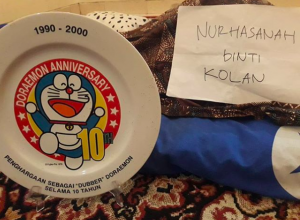 1990 - 2000
DORAEMON ANNIVERSARY
10TH
PENGHARGAAN SEBAGAI "DUBBER" DORAEMON
SELAMA 10 TAHUN
NURHASANAH
BINTI
KOLAN